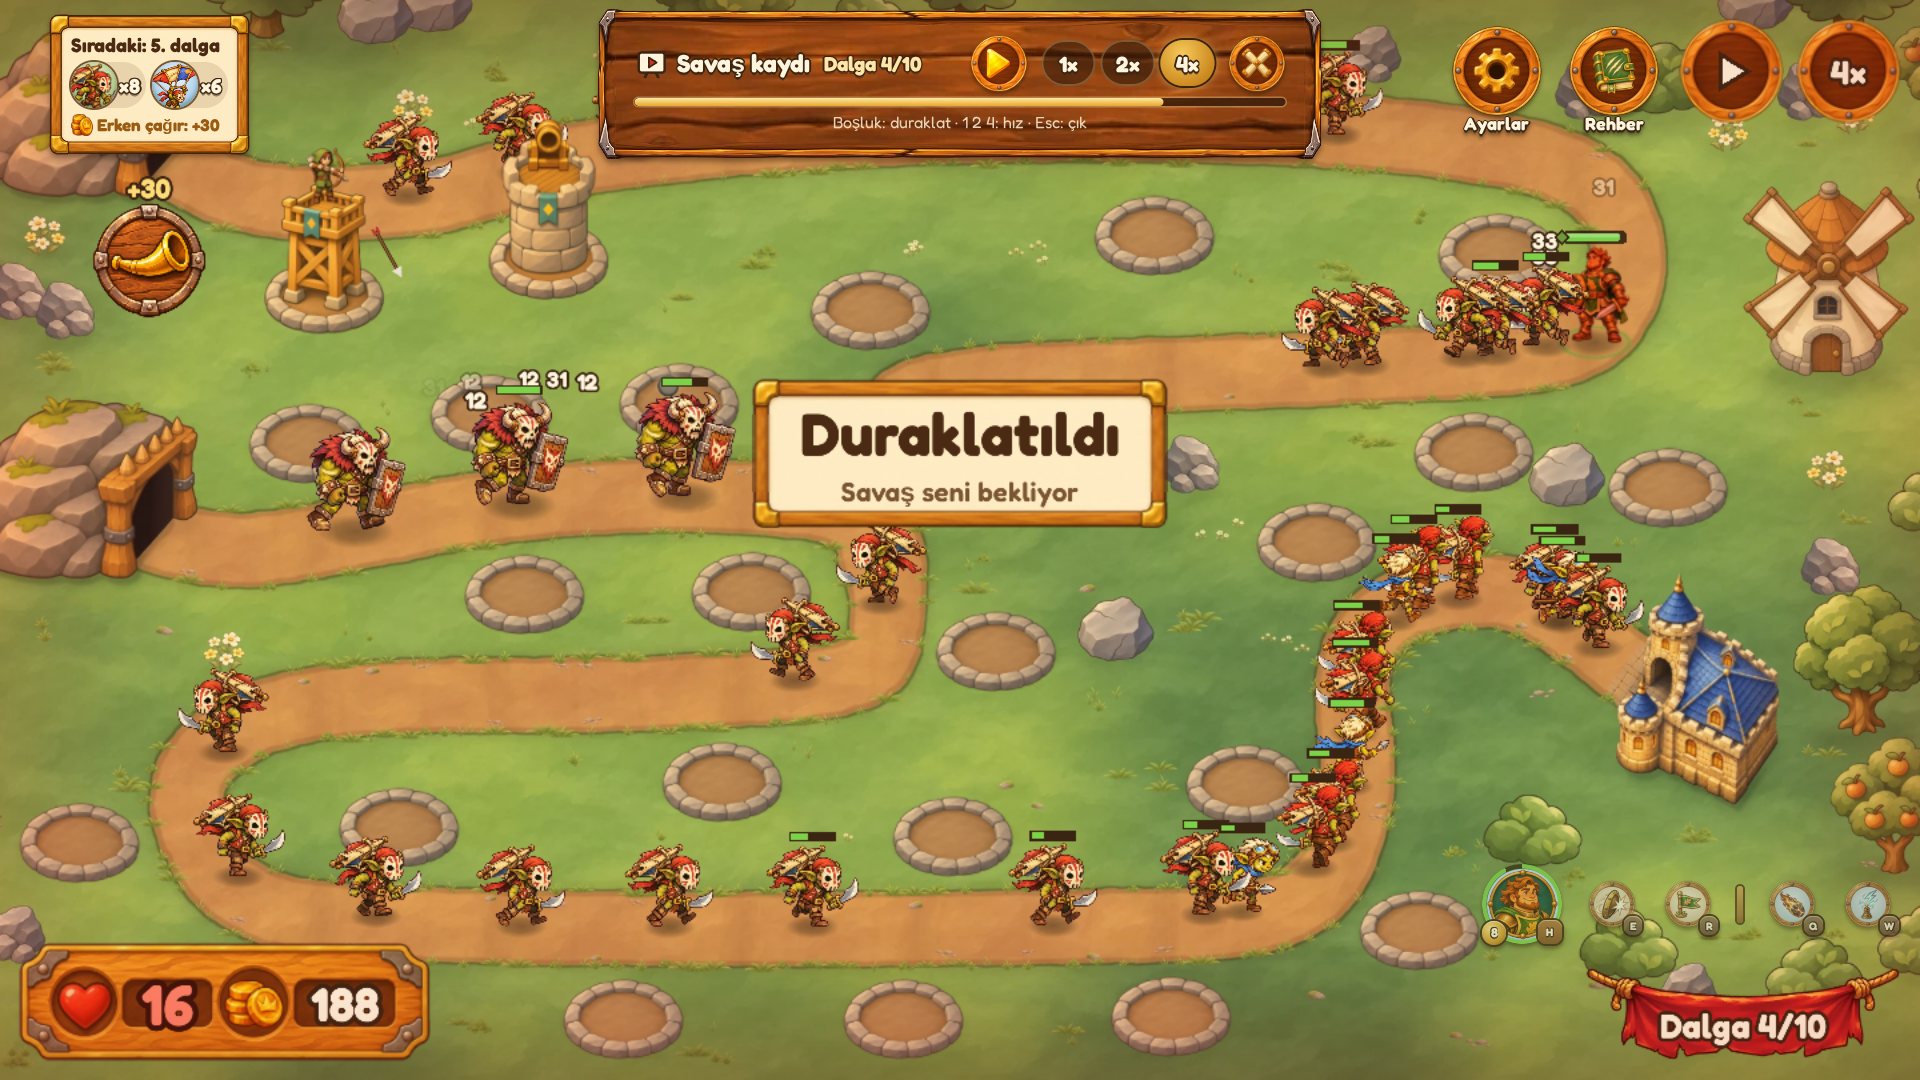 Sıradaki: 5. dalga
x8
x6
Erken çağır: +30
+30
Savaş kaydı
Dalga 4/10
1x
2x
4x
Boşluk: duraklat · 1 2 4: hız · Esc: çık
Ayarlar
Rehber
4x
31
33
12
31
12
12
Duraklatıldı
Savaş seni bekliyor
8
H
E
R
Q
W
16
188
Dalga 4/10